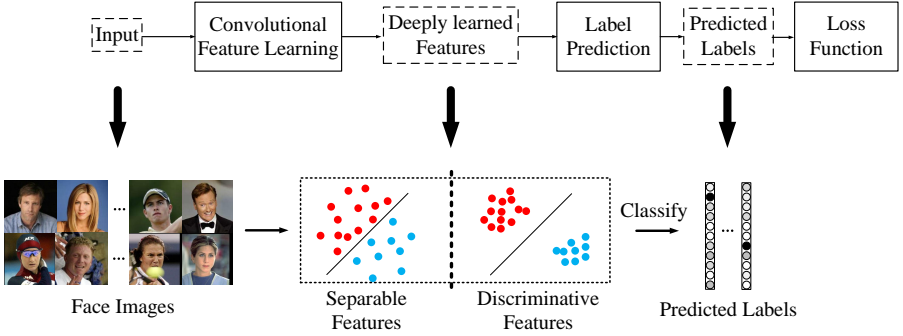 Input
Convolutional
Feature Learning
Deeply learned
Features
Label
Prediction
Predicted
Labels
Loss
Function
...
...
Classify
...
Face Images
Separable
Features
Discriminative
Features
Predicted Labels